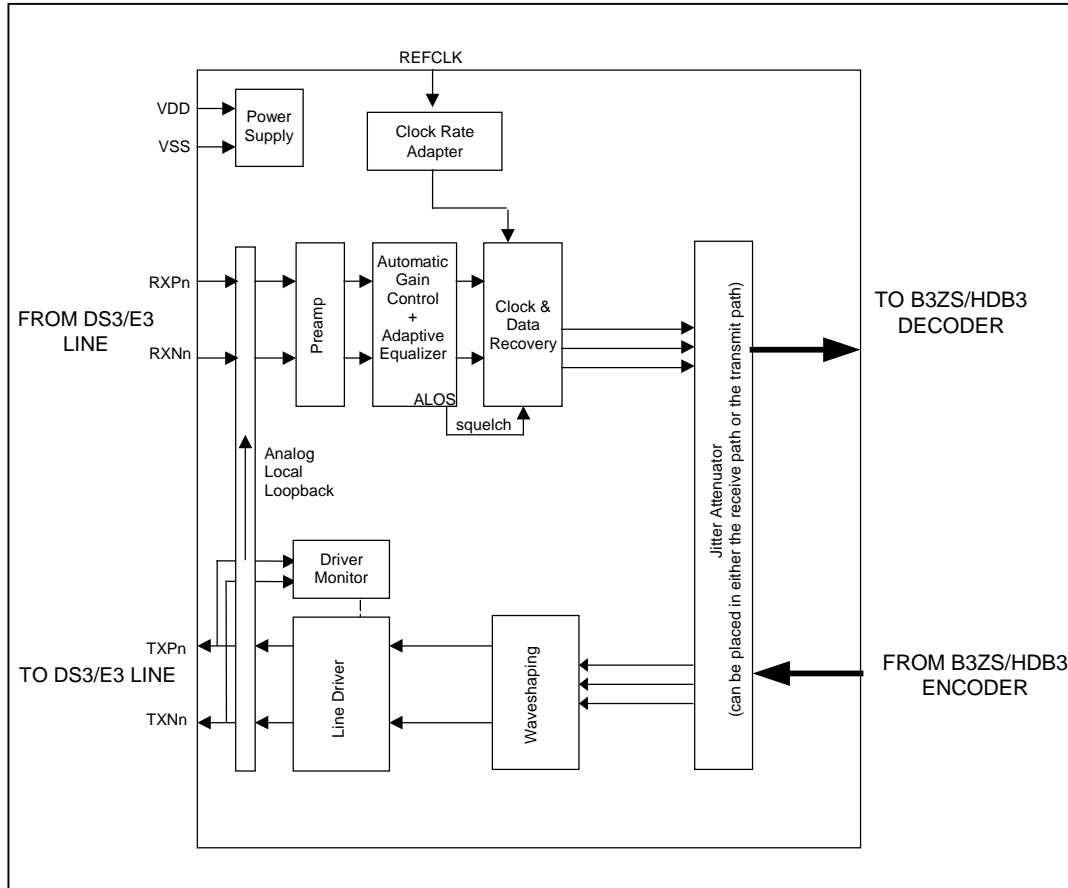 REFCLK
VDD
VSS
Power
Supply
Clock Rate
Adapter
RXPn
RXNn
FROM DS3/E3
LINE
Preamp
Automatic
Gain
Control
+
Adaptive
Equalizer
ALOS
squelch
Clock &
Data
Recovery
Jitter Attenuator
(can be placed in either the receive path or the transmit path)
TO B3ZS/HDB3
DECODER
Analog
Local
Loopback
Driver
Monitor
TXPn
TO DS3/E3 LINE
TXNn
Line Driver
Waveshaping
FROM B3ZS/HDB3
ENCODER